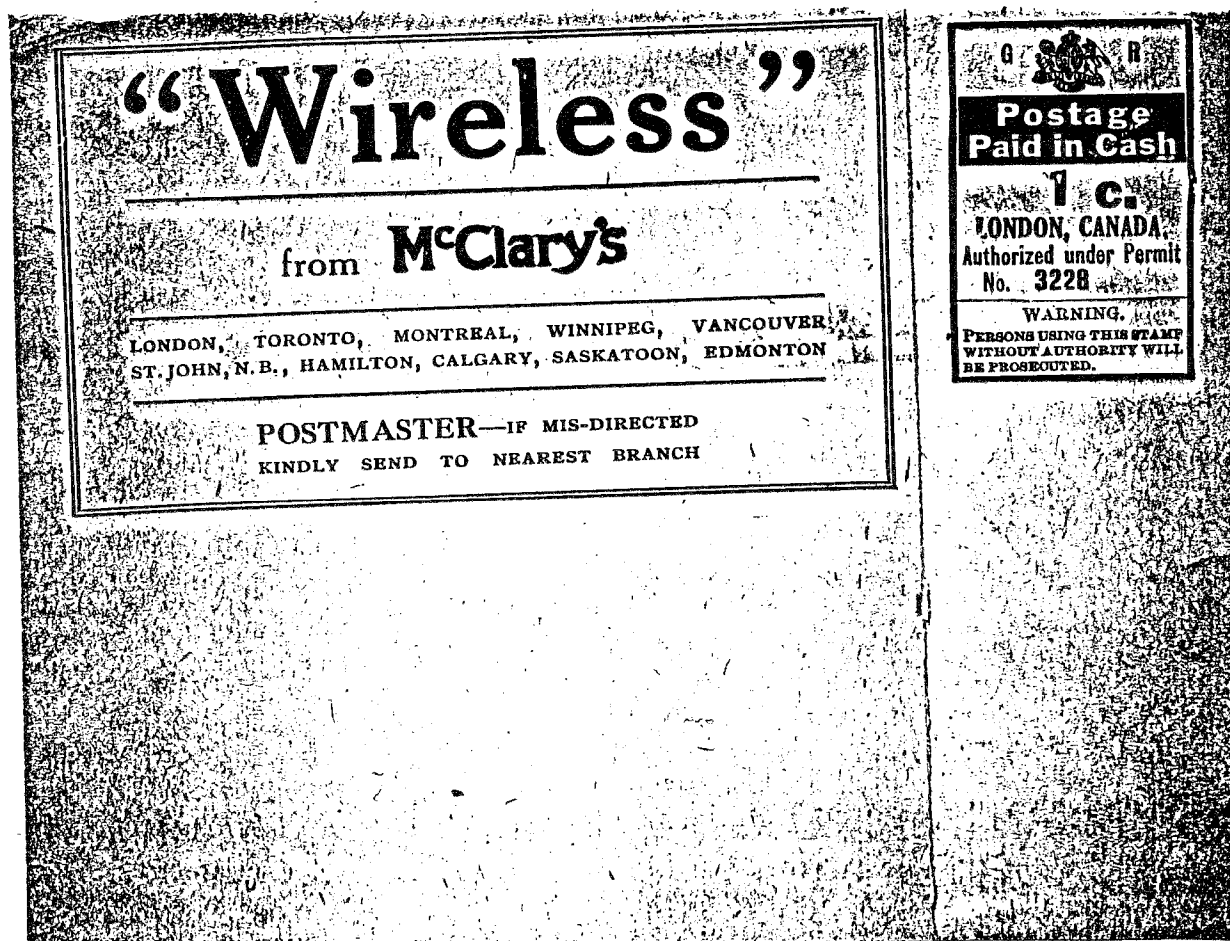 “Wireless”
from McClary's
LONDON, TORONTO, MONTREAL, WINNIPEG, VANCOUVER
ST. JOHN, N.B., HAMILTON, CALGARY, SASKATOON, EDMONTON
POSTMASTER—IF MIS-DIRECTED
KINDLY SEND TO NEAREST BRANCH
G R
Postage
Paid in Cash
1 c.
LONDON, CANADA.
Authorized under Permit
No. 3228
WARNING.
PERSONS USING THIS STAMP
WITHOUT AUTHORITY WILL
BE PROSECUTED.